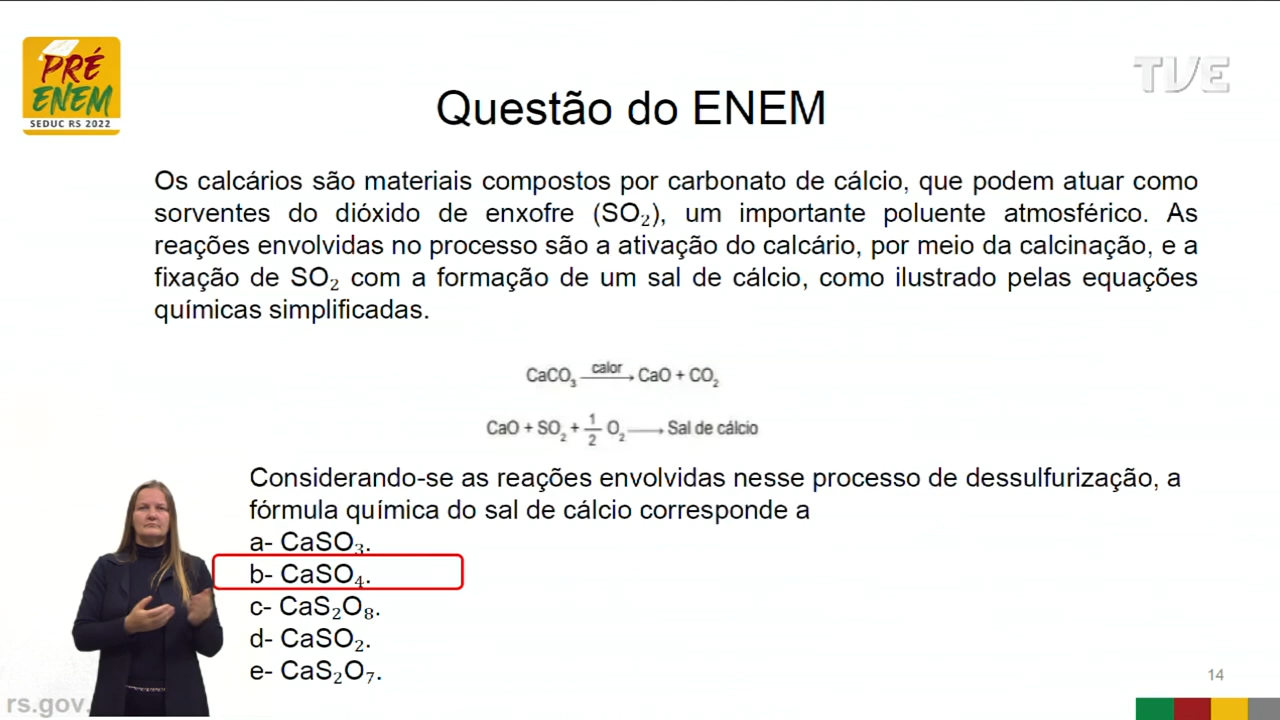 PRÉ
ENEM
SEDUC RS 2022
TVE
Questão do ENEM
Os calcários são materiais compostos por carbonato de cálcio, que podem atuar como
sorventes do dióxido de enxofre (SO₂), um importante poluente atmosférico. As
reações envolvidas no processo são a ativação do calcário, por meio da calcinação, e a
fixação de SO₂ com a formação de um sal de cálcio, como ilustrado pelas equações
químicas simplificadas.
CaCO₃ —calor→ CaO + CO₂
CaO + SO₂ + 1/2 O₂ ⟶ Sal de cálcio
Considerando-se as reações envolvidas nesse processo de dessulfurização, a
fórmula química do sal de cálcio corresponde a
a- CaSO₃.
b- CaSO₄.
c- CaS₂O₈.
d- CaSO₂.
e- CaS₂O₇.
14
rs.gov.